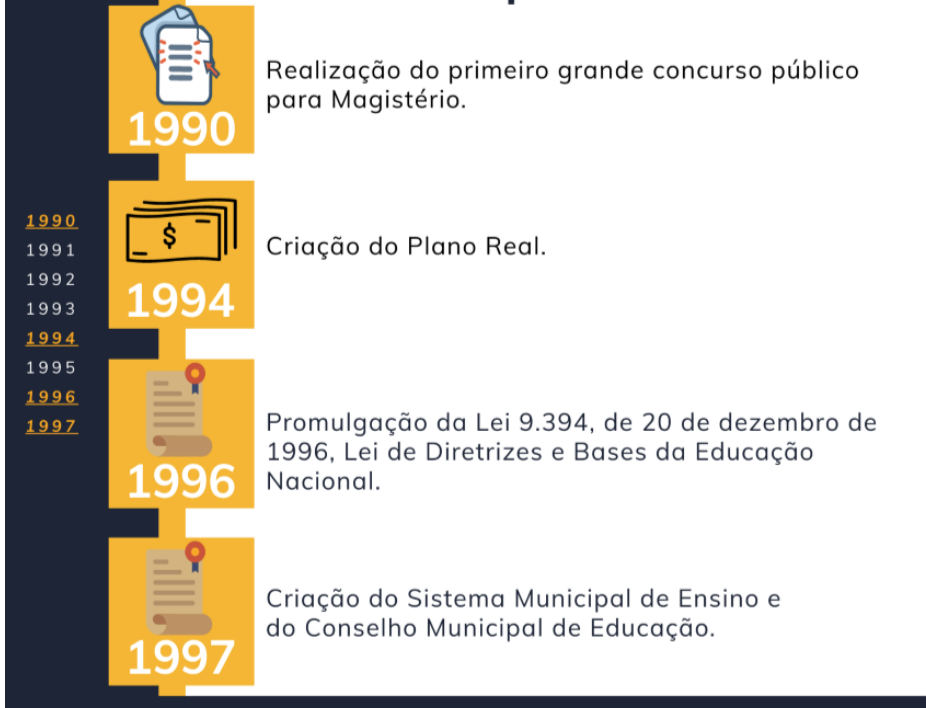 1990
1991
1992
1993
1994
1995
1996
1997
1990
Realização do primeiro grande concurso público
para Magistério.
$
1994
Criação do Plano Real.
1996
Promulgação da Lei 9.394, de 20 de dezembro de
1996, Lei de Diretrizes e Bases da Educação
Nacional.
1997
Criação do Sistema Municipal de Ensino e
do Conselho Municipal de Educação.